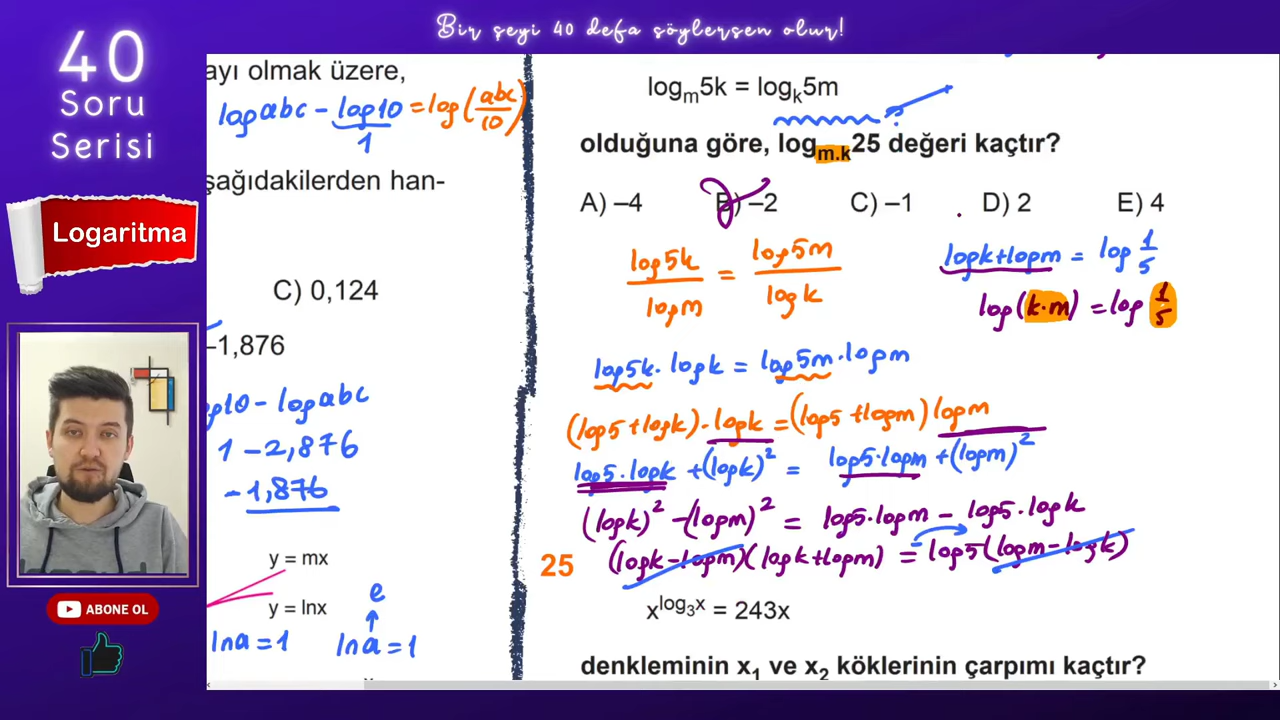 Bir şeyi 40 defa söylersen olur!
40
Soru
Serisi
Logaritma
ABONE OL
ayı olmak üzere,
log abc - log10 = log(abc/10)
1
şağıdakilerden han-
C) 0,124
–1,876
log10 - log abc
1 - 2,876
- 1,876
y = mx
y = lnx
e
lna = 1
lna = 1
logₘ5k = logₖ5m
?
olduğuna göre, logₘ.ₖ25 değeri kaçtır?
A) –4
B) –2
C) –1
D) 2
E) 4
log5k/logm = log5m/logk
logk+logm = log 1/5
log(k·m) = log 1/5
log5k · logk = log5m · logm
(log5+logk) · logk = (log5+logm) logm
log5·logk + (logk)² = log5·logm + (logm)²
(logk)² - (logm)² = log5·logm - log5·logk
(logk-logm)(logk+logm) = log5(logm-logk)
25
x^log₃x = 243x
denkleminin x₁ ve x₂ köklerinin çarpımı kaçtır?